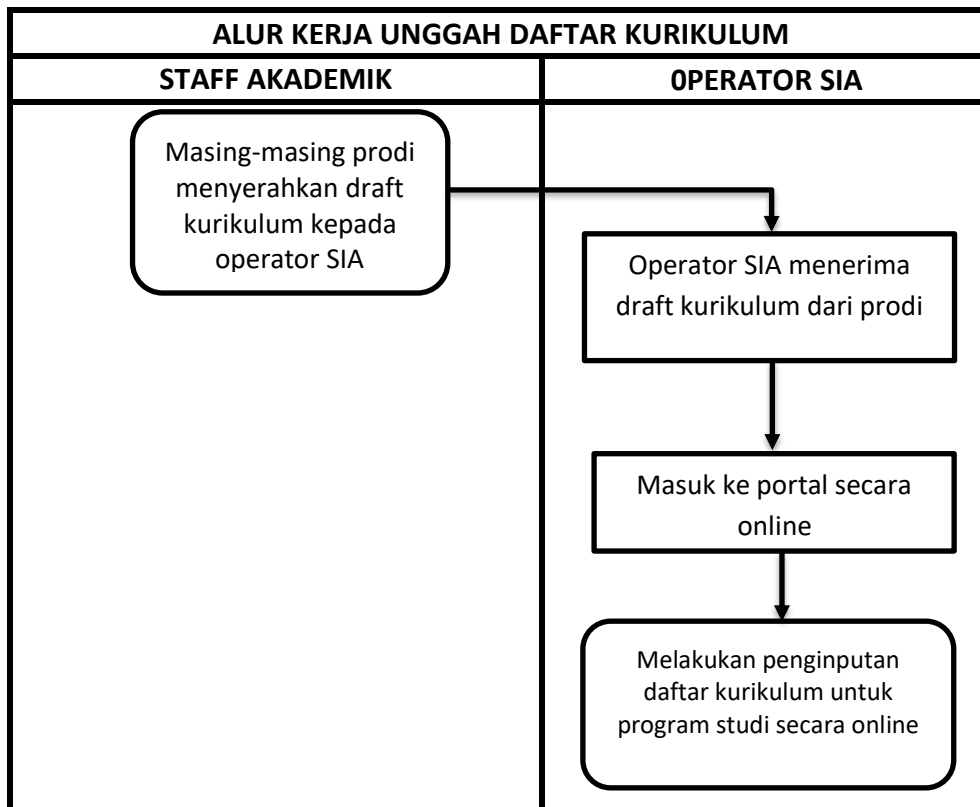 ALUR KERJA UNGGAH DAFTAR KURIKULUM
STAFF AKADEMIK
0PERATOR SIA
Masing-masing prodi
menyerahkan draft
kurikulum kepada
operator SIA
Operator SIA menerima
draft kurikulum dari prodi
Masuk ke portal secara
online
Melakukan penginputan
daftar kurikulum untuk
program studi secara online